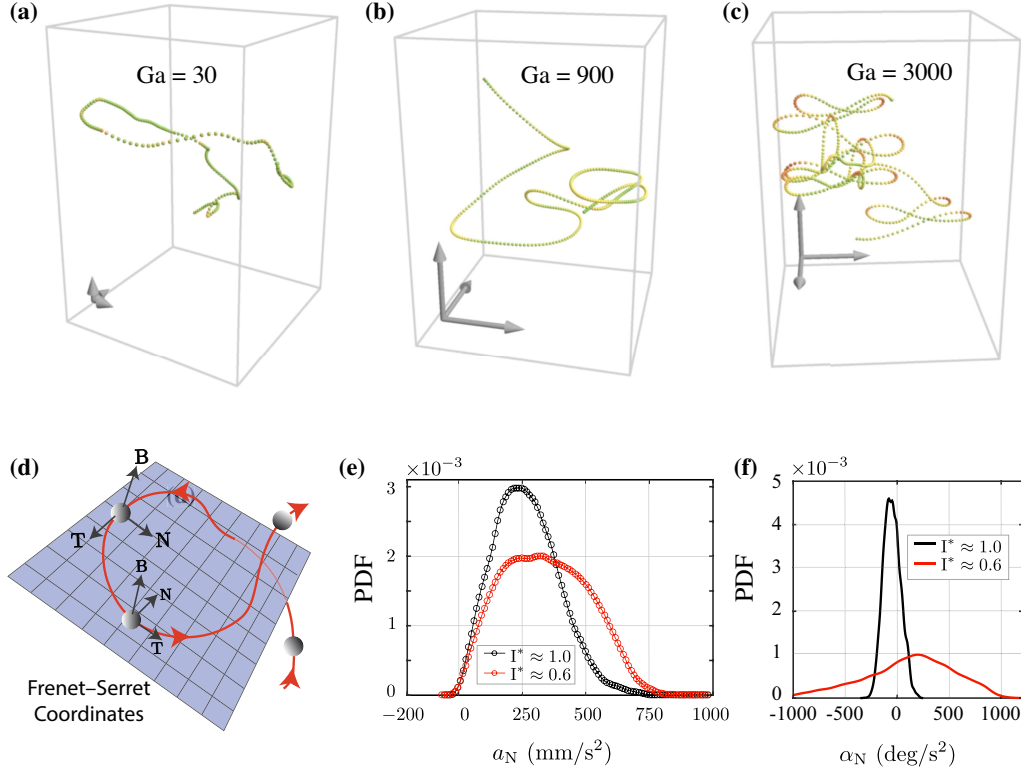 (a)
Ga = 30
(b)
Ga = 900
(c)
Ga = 3000
(d)
B
(d)
T
N
B
N
T
Frenet–Serret
Coordinates
(e)
×10⁻³
3
2
1
0
PDF
I* ≈ 1.0
I* ≈ 0.6
−200 0 250 500 750 1000
a_N (mm/s²)
(f)
×10⁻³
5
4
3
2
1
0
PDF
I* ≈ 1.0
I* ≈ 0.6
-1000 -500 0 500 1000
α_N (deg/s²)